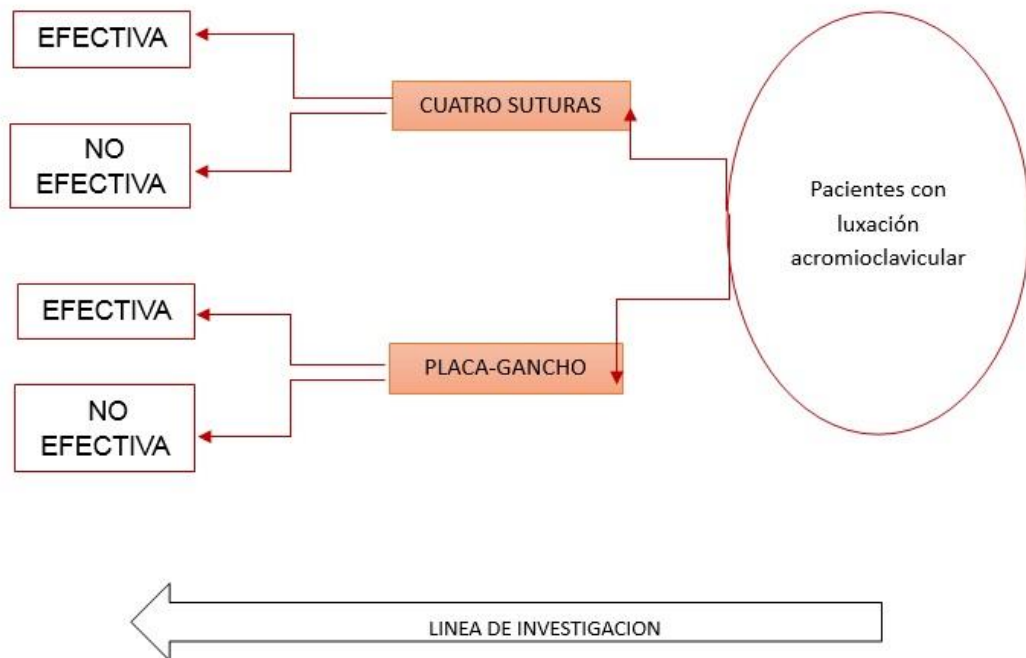 EFECTIVA
CUATRO SUTURAS
NO
EFECTIVA
Pacientes con
luxación
acromioclavicular
EFECTIVA
PLACA-GANCHO
NO
EFECTIVA
LINEA DE INVESTIGACION